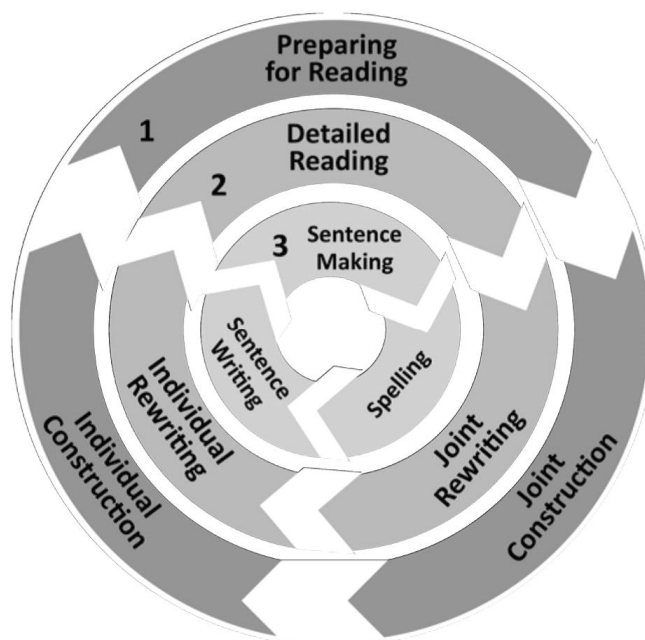 Preparing
for Reading
1
Detailed
Reading
2
3
Sentence
Making
Sentence
Writing
Spelling
Individual
Rewriting
Joint
Rewriting
Individual
Construction
Joint
Construction